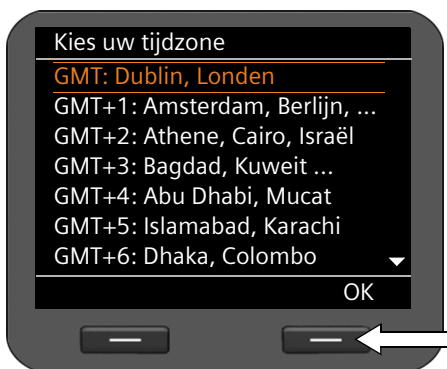 Kies uw tijdzone
GMT: Dublin, Londen
GMT+1: Amsterdam, Berlijn, ...
GMT+2: Athene, Cairo, Israël
GMT+3: Bagdad, Kuweit ...
GMT+4: Abu Dhabi, Mucat
GMT+5: Islamabad, Karachi
GMT+6: Dhaka, Colombo
OK